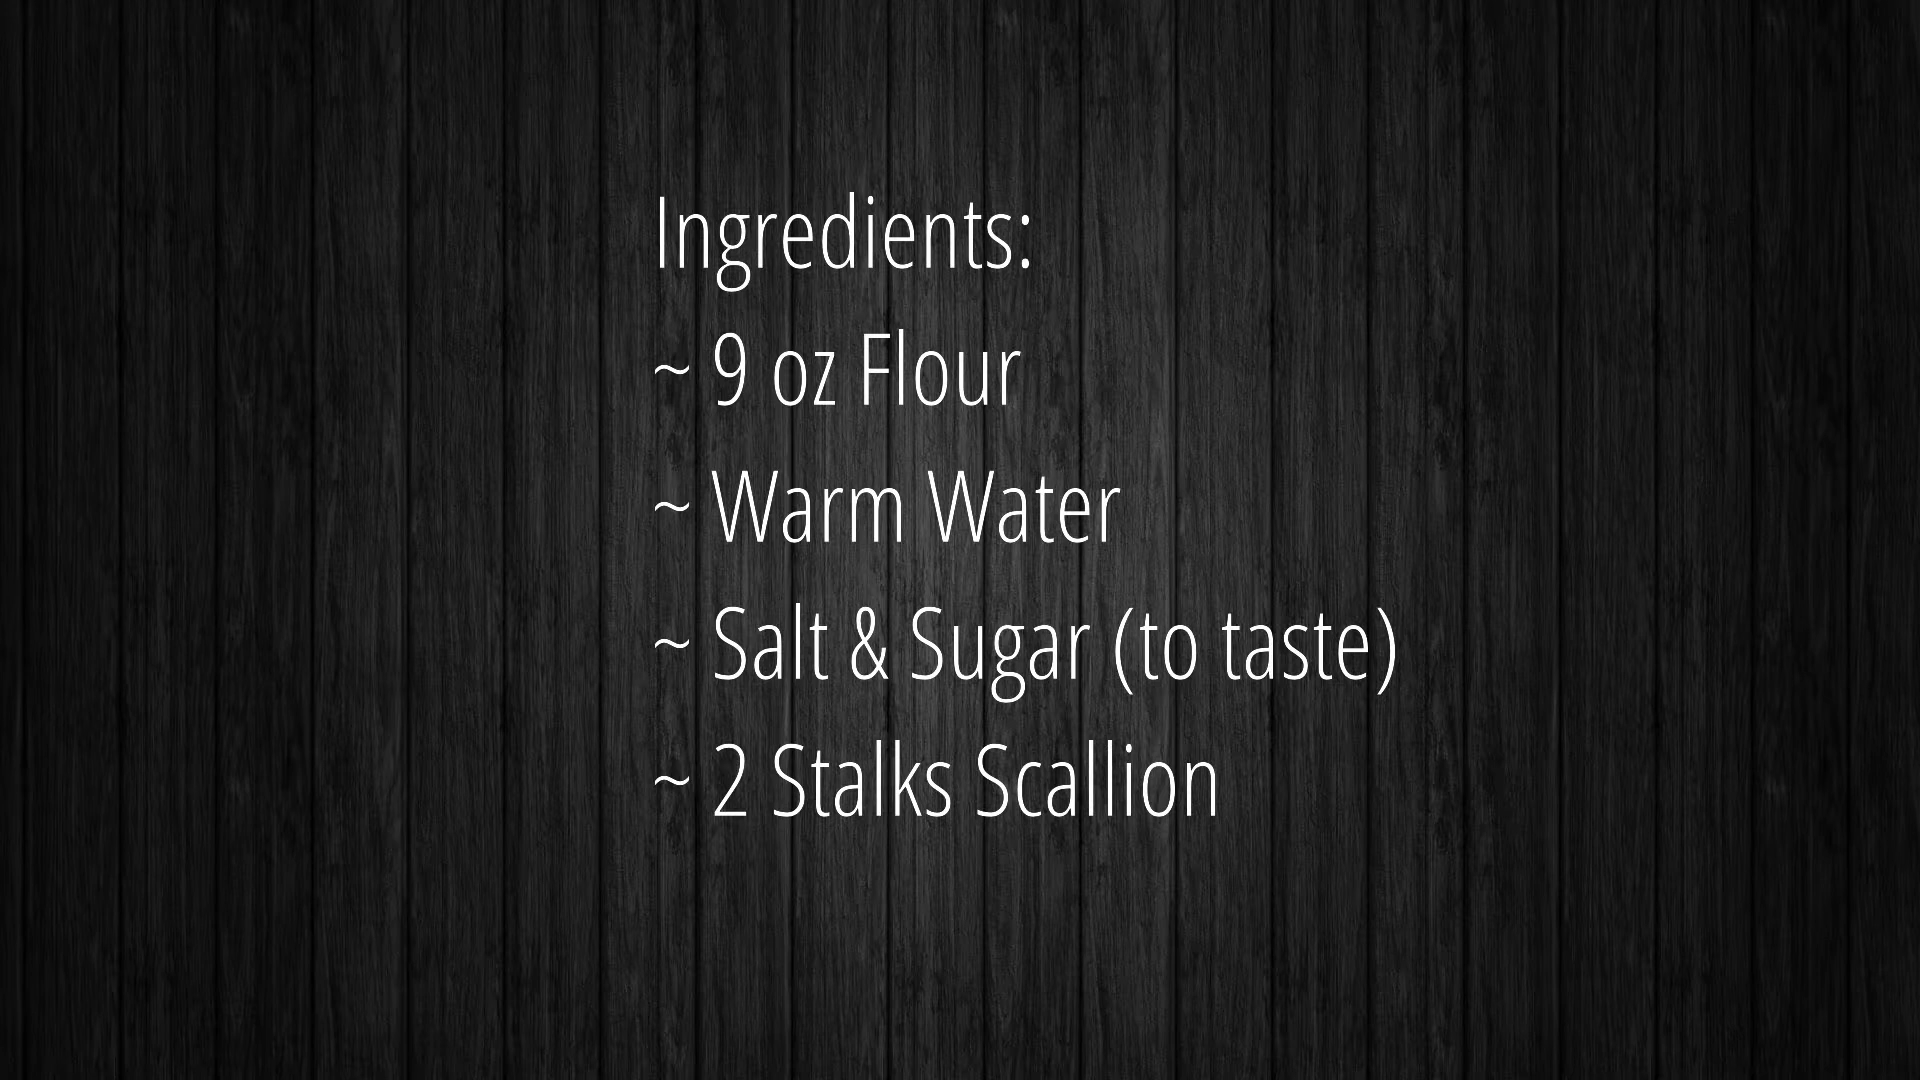 Ingredients:
~ 9 oz Flour
~ Warm Water
~ Salt & Sugar (to taste)
~ 2 Stalks Scallion